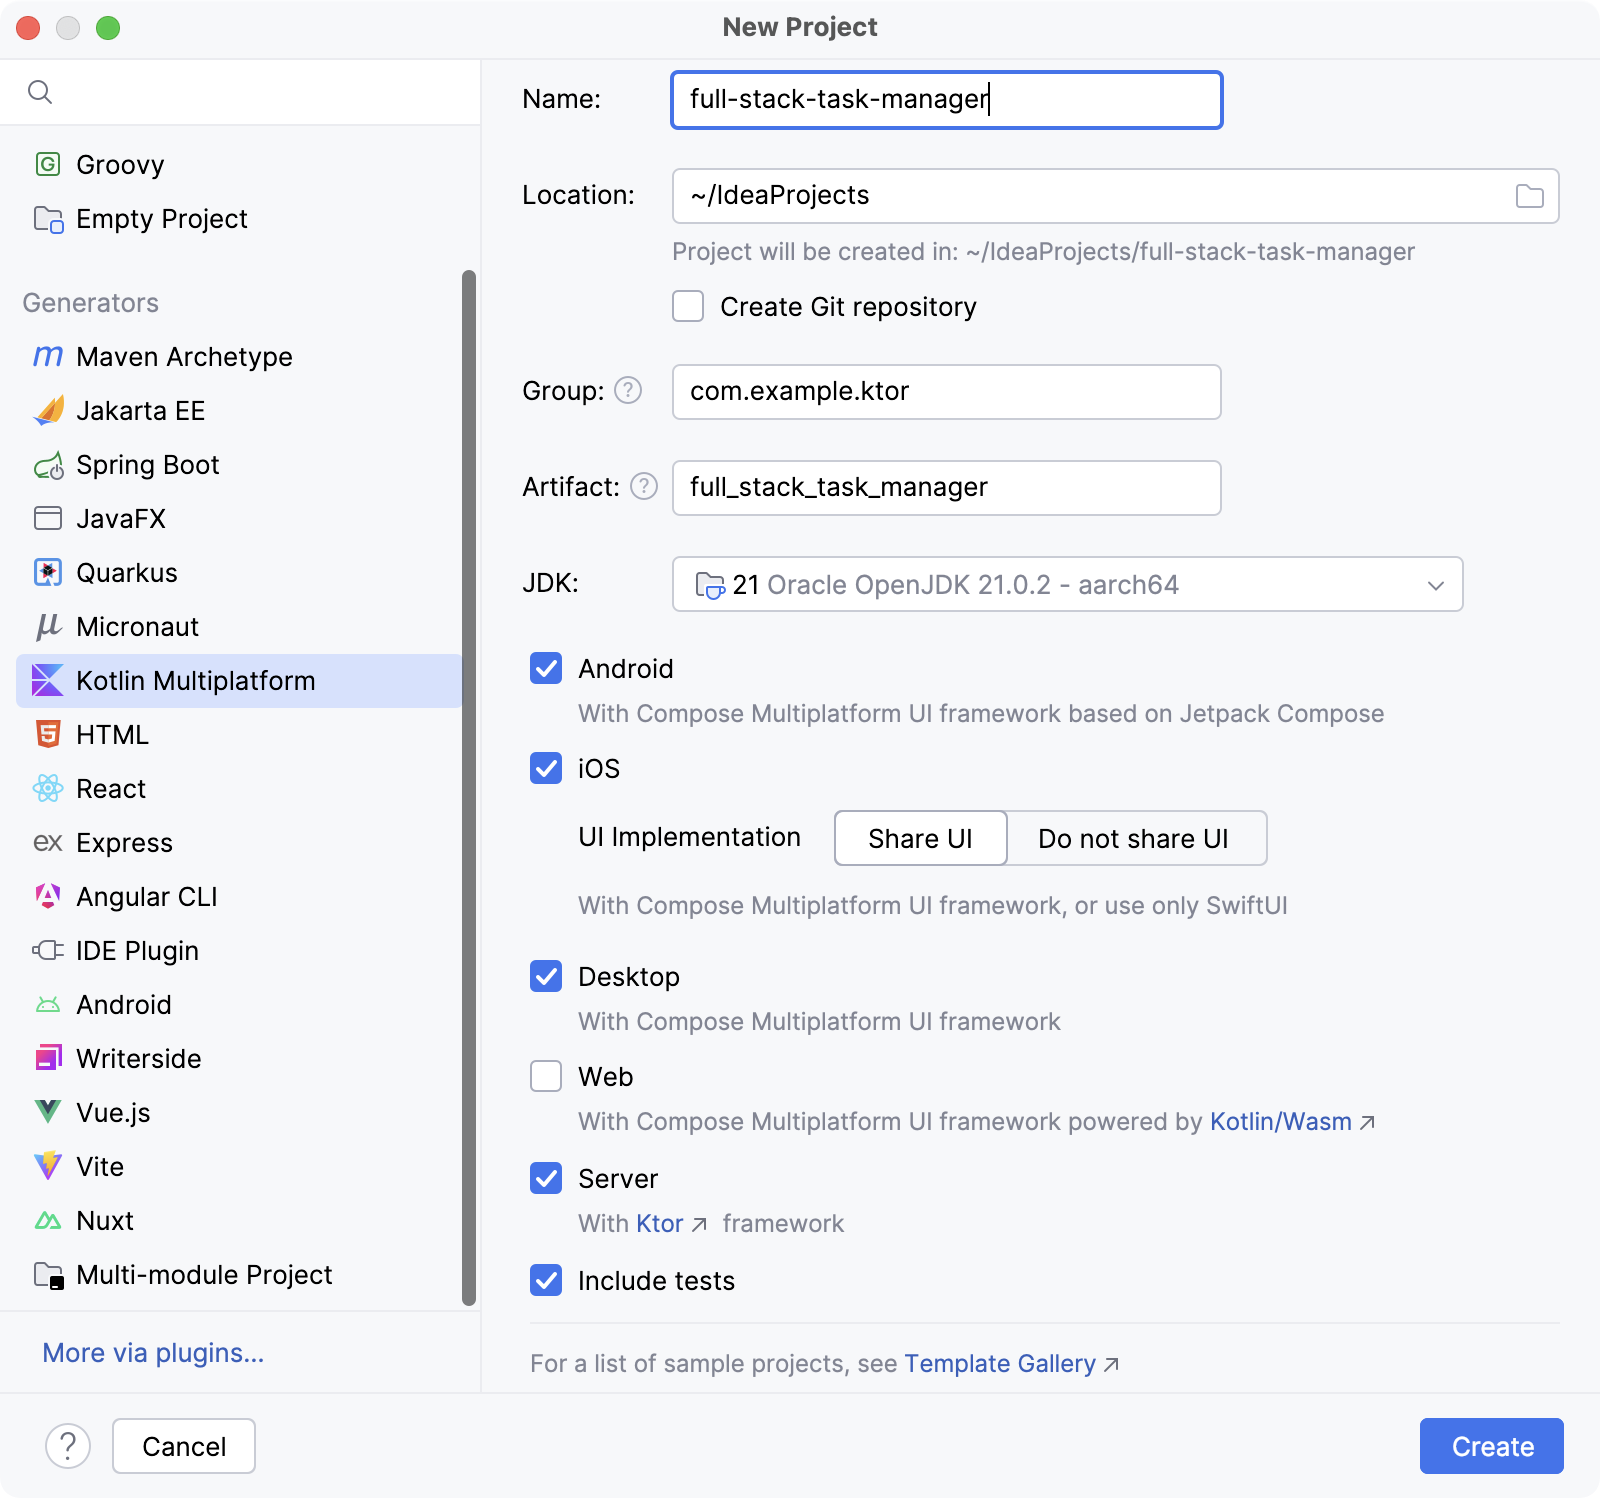 New Project
Groovy
Empty Project
Generators
Maven Archetype
Jakarta EE
Spring Boot
JavaFX
Quarkus
Micronaut
Kotlin Multiplatform
HTML
React
ex Express
Angular CLI
IDE Plugin
Android
Writerside
Vue.js
Vite
Nuxt
Multi-module Project
More via plugins...
Name: full-stack-task-manager
Location: ~/IdeaProjects
Project will be created in: ~/IdeaProjects/full-stack-task-manager
Create Git repository
Group: ? com.example.ktor
Artifact: ? full_stack_task_manager
JDK: 21 Oracle OpenJDK 21.0.2 - aarch64
Android
With Compose Multiplatform UI framework based on Jetpack Compose
iOS
UI Implementation Share UI Do not share UI
With Compose Multiplatform UI framework, or use only SwiftUI
Desktop
With Compose Multiplatform UI framework
Web
With Compose Multiplatform UI framework powered by Kotlin/Wasm ↗
Server
With Ktor ↗ framework
Include tests
For a list of sample projects, see Template Gallery ↗
? Cancel Create